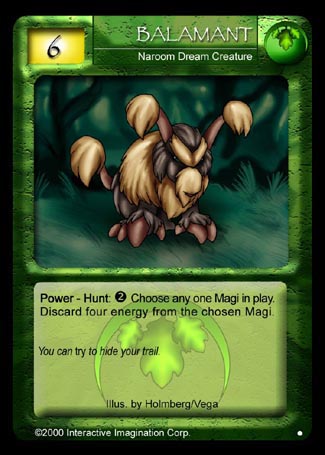 BALAMANT
6
Naroom Dream Creature
Power - Hunt: ❷ Choose any one Magi in play.
Discard four energy from the chosen Magi.
You can try to hide your trail.
Illus. by Holmberg/Vega
©2000 Interactive Imagination Corp.